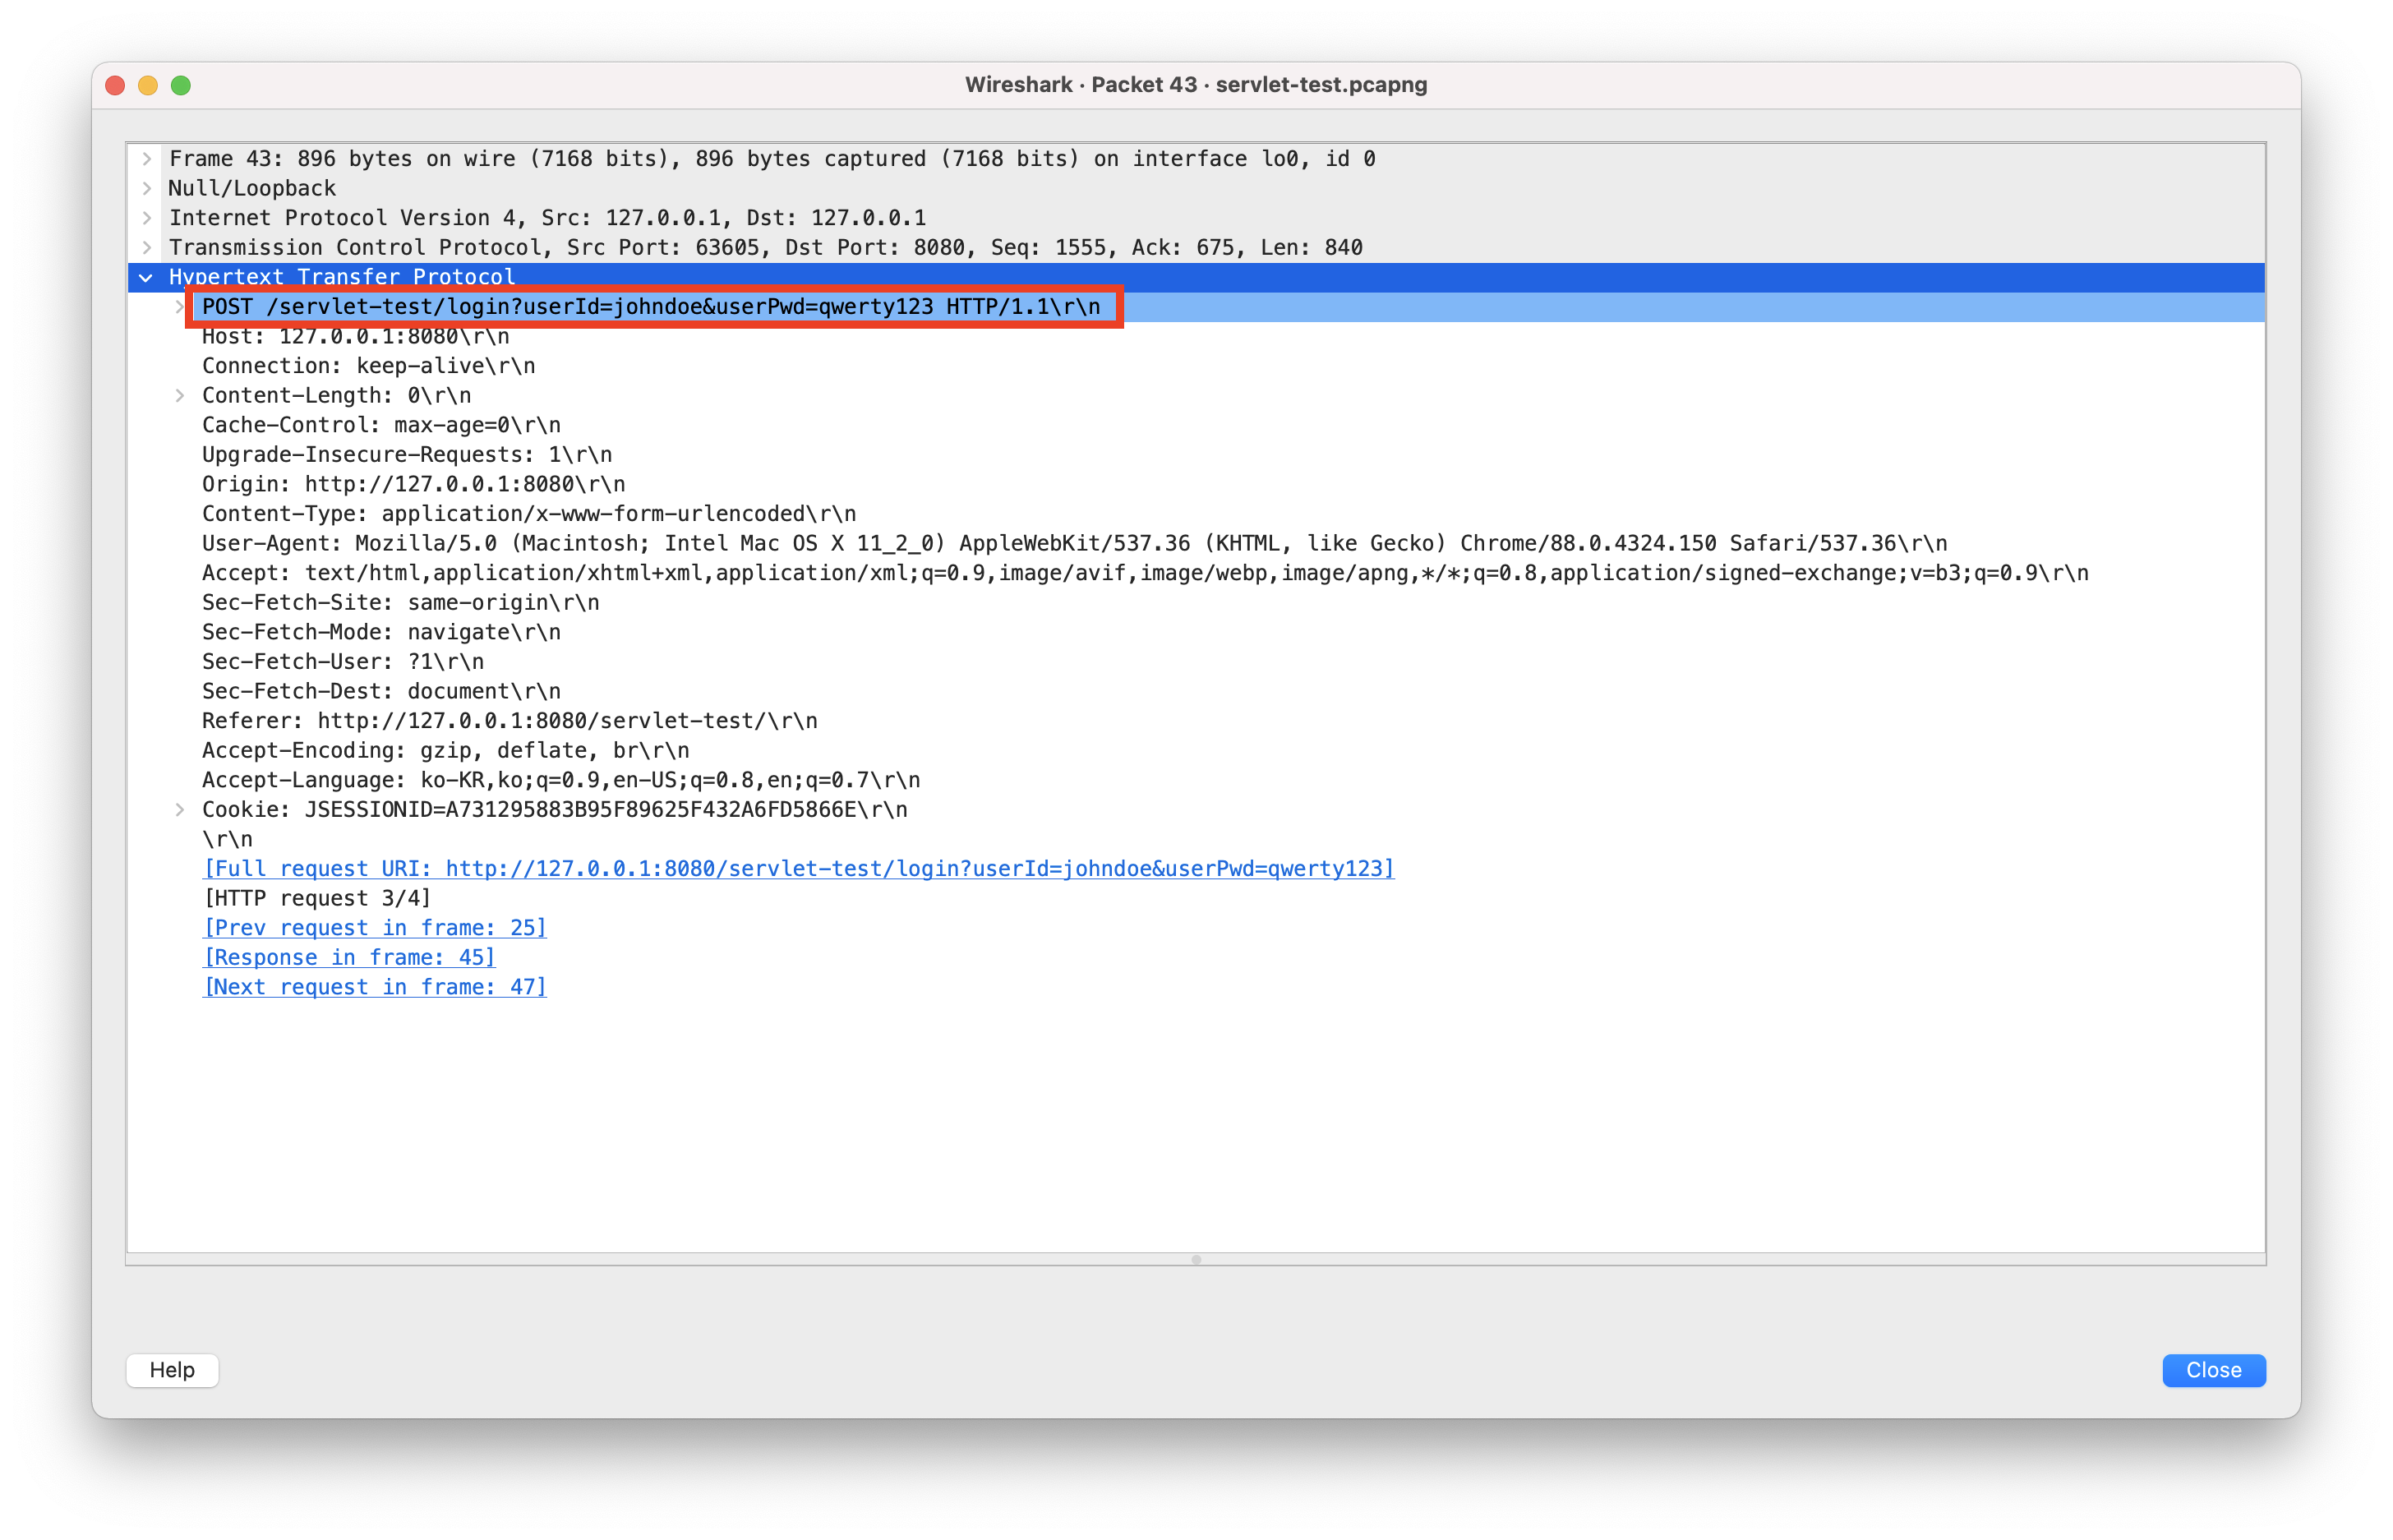 Wireshark · Packet 43 · servlet-test.pcapng
Frame 43: 896 bytes on wire (7168 bits), 896 bytes captured (7168 bits) on interface lo0, id 0
Null/Loopback
Internet Protocol Version 4, Src: 127.0.0.1, Dst: 127.0.0.1
Transmission Control Protocol, Src Port: 63605, Dst Port: 8080, Seq: 1555, Ack: 675, Len: 840
Hypertext Transfer Protocol
POST /servlet-test/login?userId=johndoe&userPwd=qwerty123 HTTP/1.1\r\n
Host: 127.0.0.1:8080\r\n
Connection: keep-alive\r\n
Content-Length: 0\r\n
Cache-Control: max-age=0\r\n
Upgrade-Insecure-Requests: 1\r\n
Origin: http://127.0.0.1:8080\r\n
Content-Type: application/x-www-form-urlencoded\r\n
User-Agent: Mozilla/5.0 (Macintosh; Intel Mac OS X 11_2_0) AppleWebKit/537.36 (KHTML, like Gecko) Chrome/88.0.4324.150 Safari/537.36\r\n
Accept: text/html,application/xhtml+xml,application/xml;q=0.9,image/avif,image/webp,image/apng,*/*;q=0.8,application/signed-exchange;v=b3;q=0.9\r\n
Sec-Fetch-Site: same-origin\r\n
Sec-Fetch-Mode: navigate\r\n
Sec-Fetch-User: ?1\r\n
Sec-Fetch-Dest: document\r\n
Referer: http://127.0.0.1:8080/servlet-test/\r\n
Accept-Encoding: gzip, deflate, br\r\n
Accept-Language: ko-KR,ko;q=0.9,en-US;q=0.8,en;q=0.7\r\n
Cookie: JSESSIONID=A731295883B95F89625F432A6FD5866E\r\n
\r\n
[Full request URI: http://127.0.0.1:8080/servlet-test/login?userId=johndoe&userPwd=qwerty123]
[HTTP request 3/4]
[Prev request in frame: 25]
[Response in frame: 45]
[Next request in frame: 47]
Help
Close